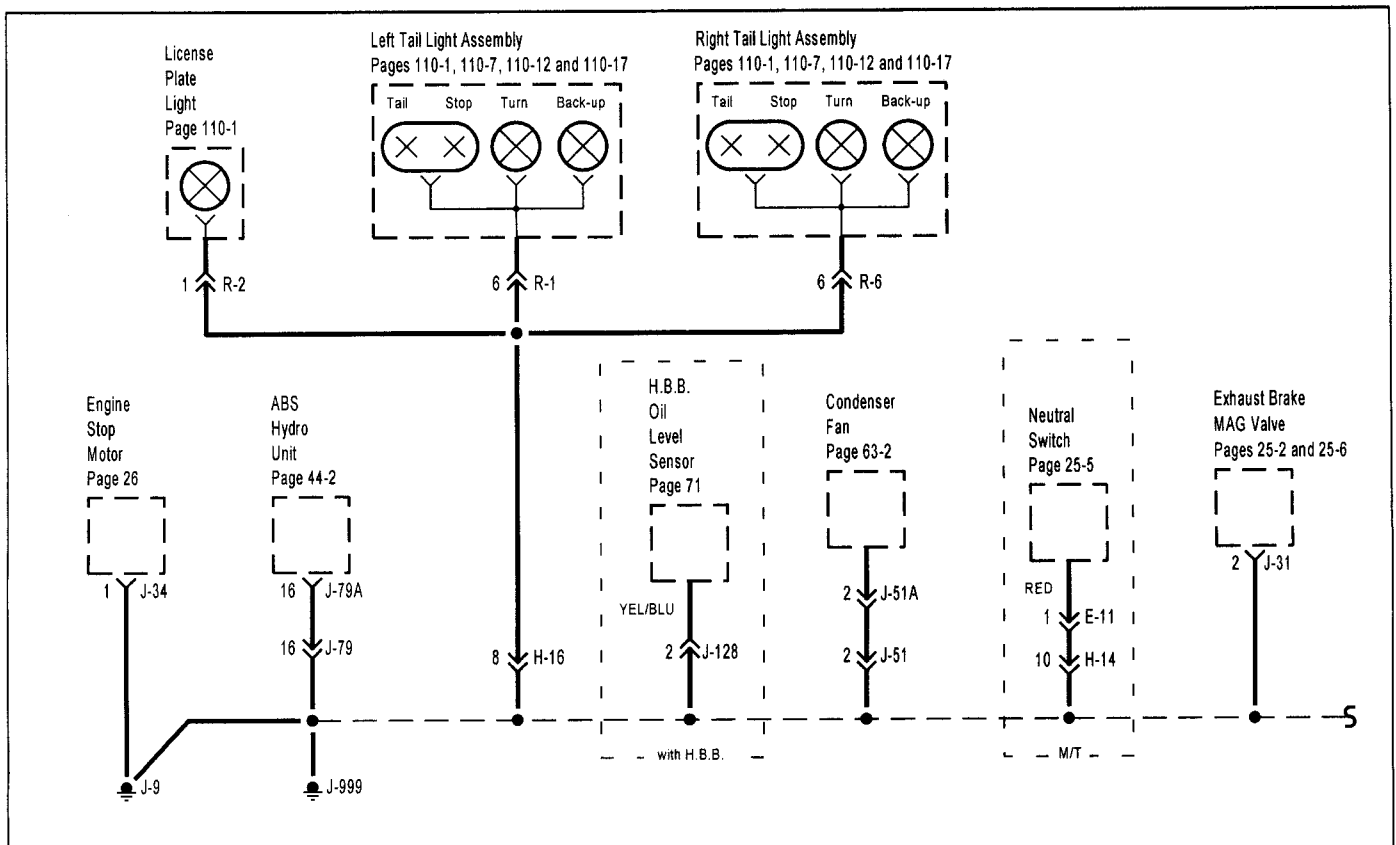 License
Plate
Light
Page 110-1
Left Tail Light Assembly
Pages 110-1, 110-7, 110-12 and 110-17
Tail Stop Turn Back-up
Right Tail Light Assembly
Pages 110-1, 110-7, 110-12 and 110-17
Tail Stop Turn Back-up
1 R-2
6 R-1
6 R-6
Engine
Stop
Motor
Page 26
1 J-34
ABS
Hydro
Unit
Page 44-2
16 J-79A
16 J-79
8 H-16
H.B.B.
Oil
Level
Sensor
Page 71
YEL/BLU
2 J-128
with H.B.B.
Condenser
Fan
Page 63-2
2 J-51A
2 J-51
Neutral
Switch
Page 25-5
RED
1 E-11
10 H-14
M/T
Exhaust Brake
MAG Valve
Pages 25-2 and 25-6
2 J-31
S
J-9
J-999